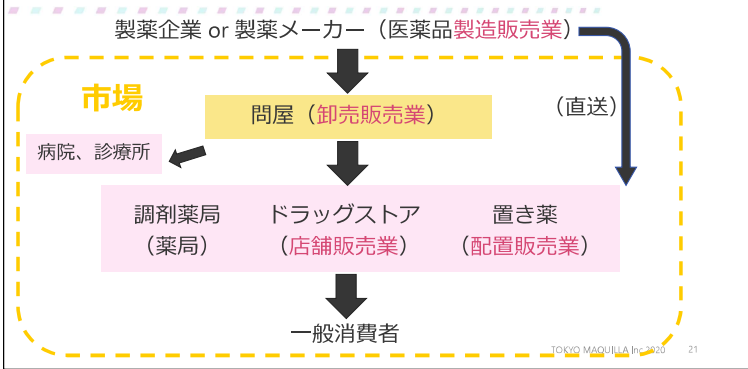 製薬企業 or 製薬メーカー（医薬品製造販売業）
市場
（直送）
問屋（卸売販売業）
病院、診療所
調剤薬局
（薬局）
ドラッグストア
（店舗販売業）
置き薬
（配置販売業）
一般消費者
TOKYO MAQUILLA Inc 2020
21